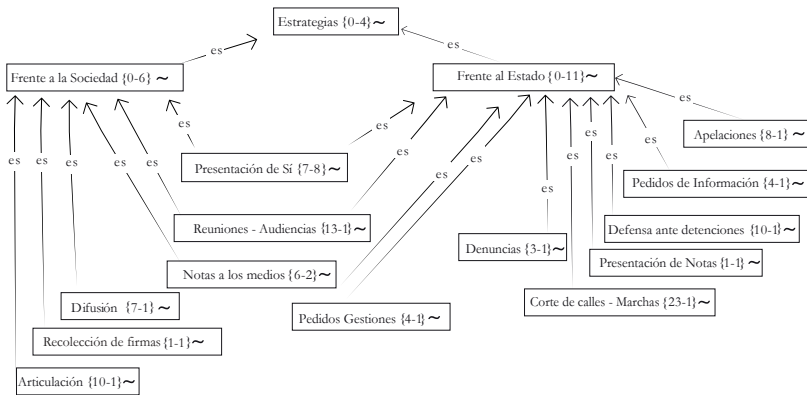 Estrategias {0-4}~
es
es
Frente a la Sociedad {0-6}~
Frente al Estado {0-11}~
es
Apelaciones {8-1}~
es
es
Presentación de Sí {7-8}~
es
es
es
es
es
es
es
es
es
es
es
es
es
es
Pedidos de Información {4-1}~
Reuniones - Audiencias {13-1}~
Defensa ante detenciones {10-1}~
Denuncias {3-1}~
Presentación de Notas {1-1}~
Notas a los medios {6-2}~
Corte de calles - Marchas {23-1}~
Difusión {7-1}~
Pedidos Gestiones {4-1}~
Recolección de firmas {1-1}~
Articulación {10-1}~